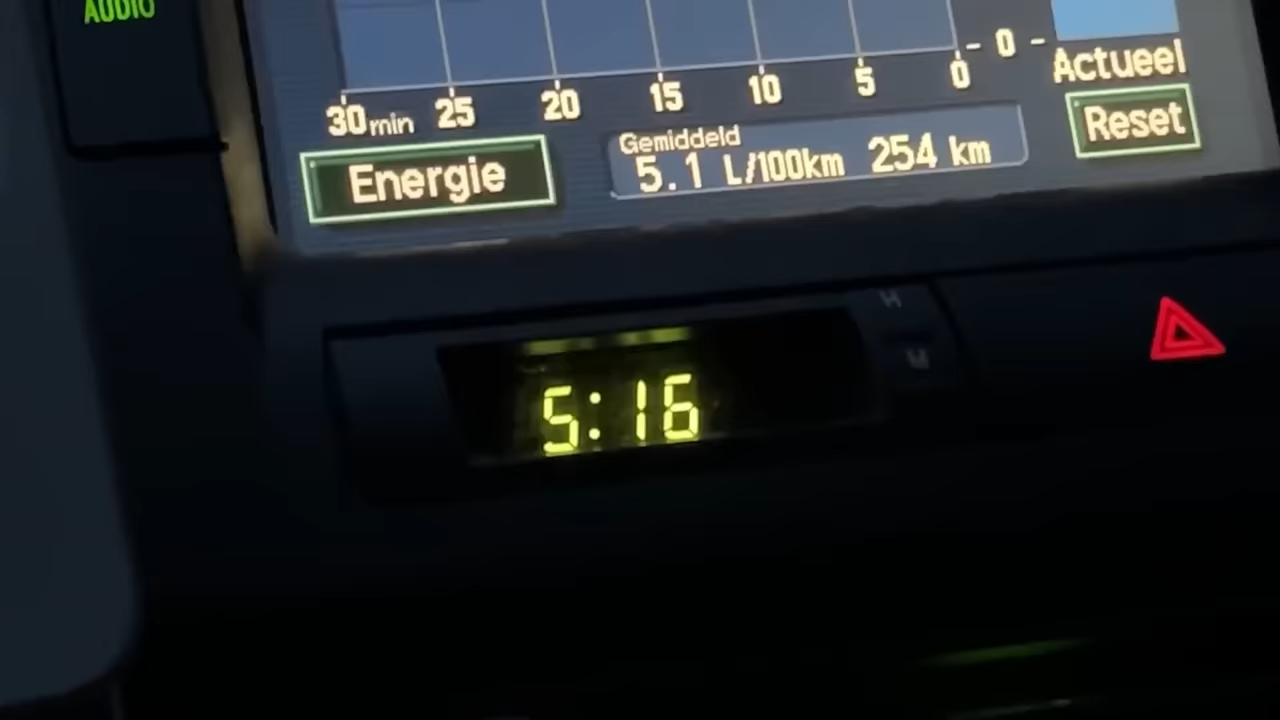 AUDIO
- 0 -
30min 25 20 15 10 5 0
Actueel
Energie
Gemiddeld
5.1 L/100km 254 km
Reset
H
M
5:16